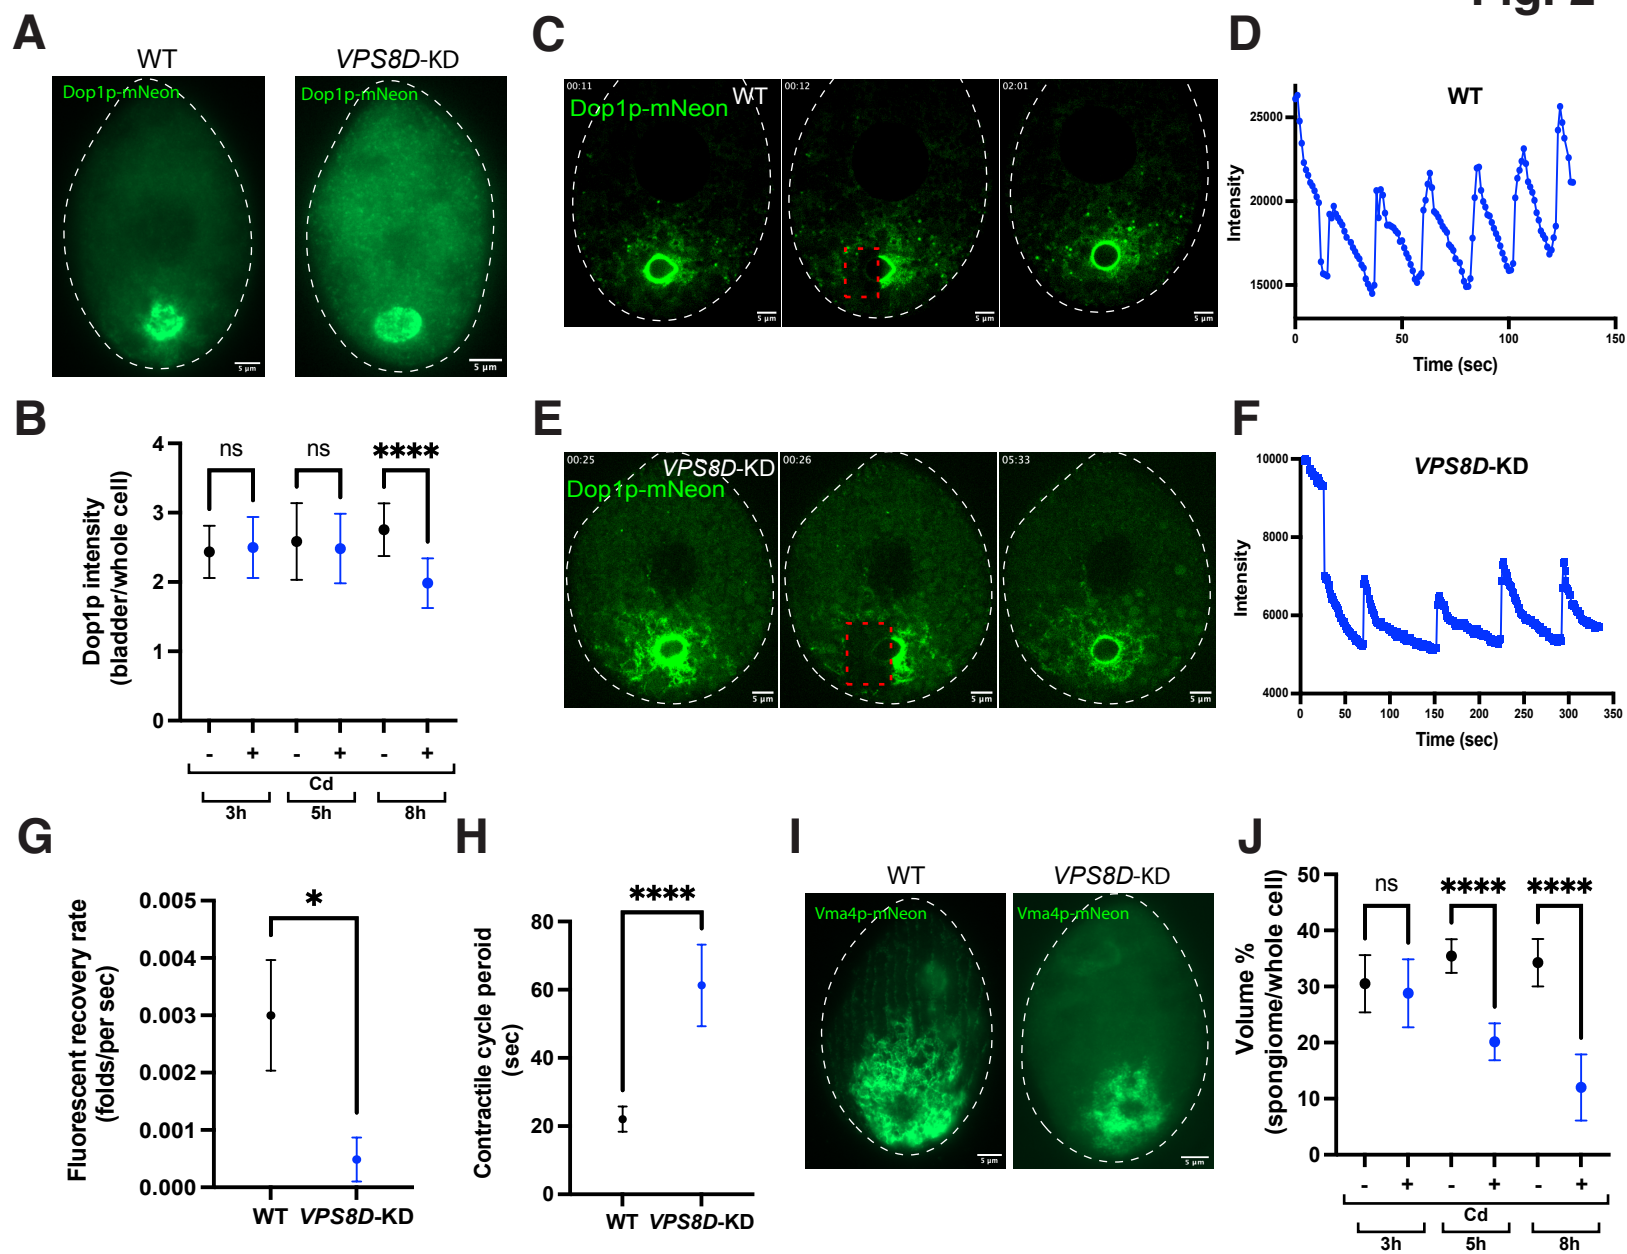 Fig. 2
A
WT
VPS8D-KD
Dop1p-mNeon
Dop1p-mNeon
5 μm
5 μm
B
Dop1p intensity
(bladder/whole cell)
4
3
2
1
0
ns
ns
****
- + - + - +
Cd
3h 5h 8h
C
00:11
WT
Dop1p-mNeon
00:12
02:01
5 μm
5 μm
5 μm
D
WT
Intensity
25000
20000
15000
0 50 100 150
Time (sec)
E
00:25
VPS8D-KD
Dop1p-mNeon
00:26
05:33
5 μm
5 μm
5 μm
F
VPS8D-KD
Intensity
10000
8000
6000
4000
0 50 100 150 200 250 300 350
Time (sec)
G
Fluorescent recovery rate
(folds/per sec)
0.005
0.004
0.003
0.002
0.001
0.000
*
WT VPS8D-KD
H
Contractile cycle peroid
(sec)
80
60
40
20
0
****
WT VPS8D-KD
I
WT
VPS8D-KD
Vma4p-mNeon
Vma4p-mNeon
5 μm
5 μm
J
Volume %
(spongiome/whole cell)
50
40
30
20
10
0
ns
****
****
- + - + - +
Cd
3h 5h 8h